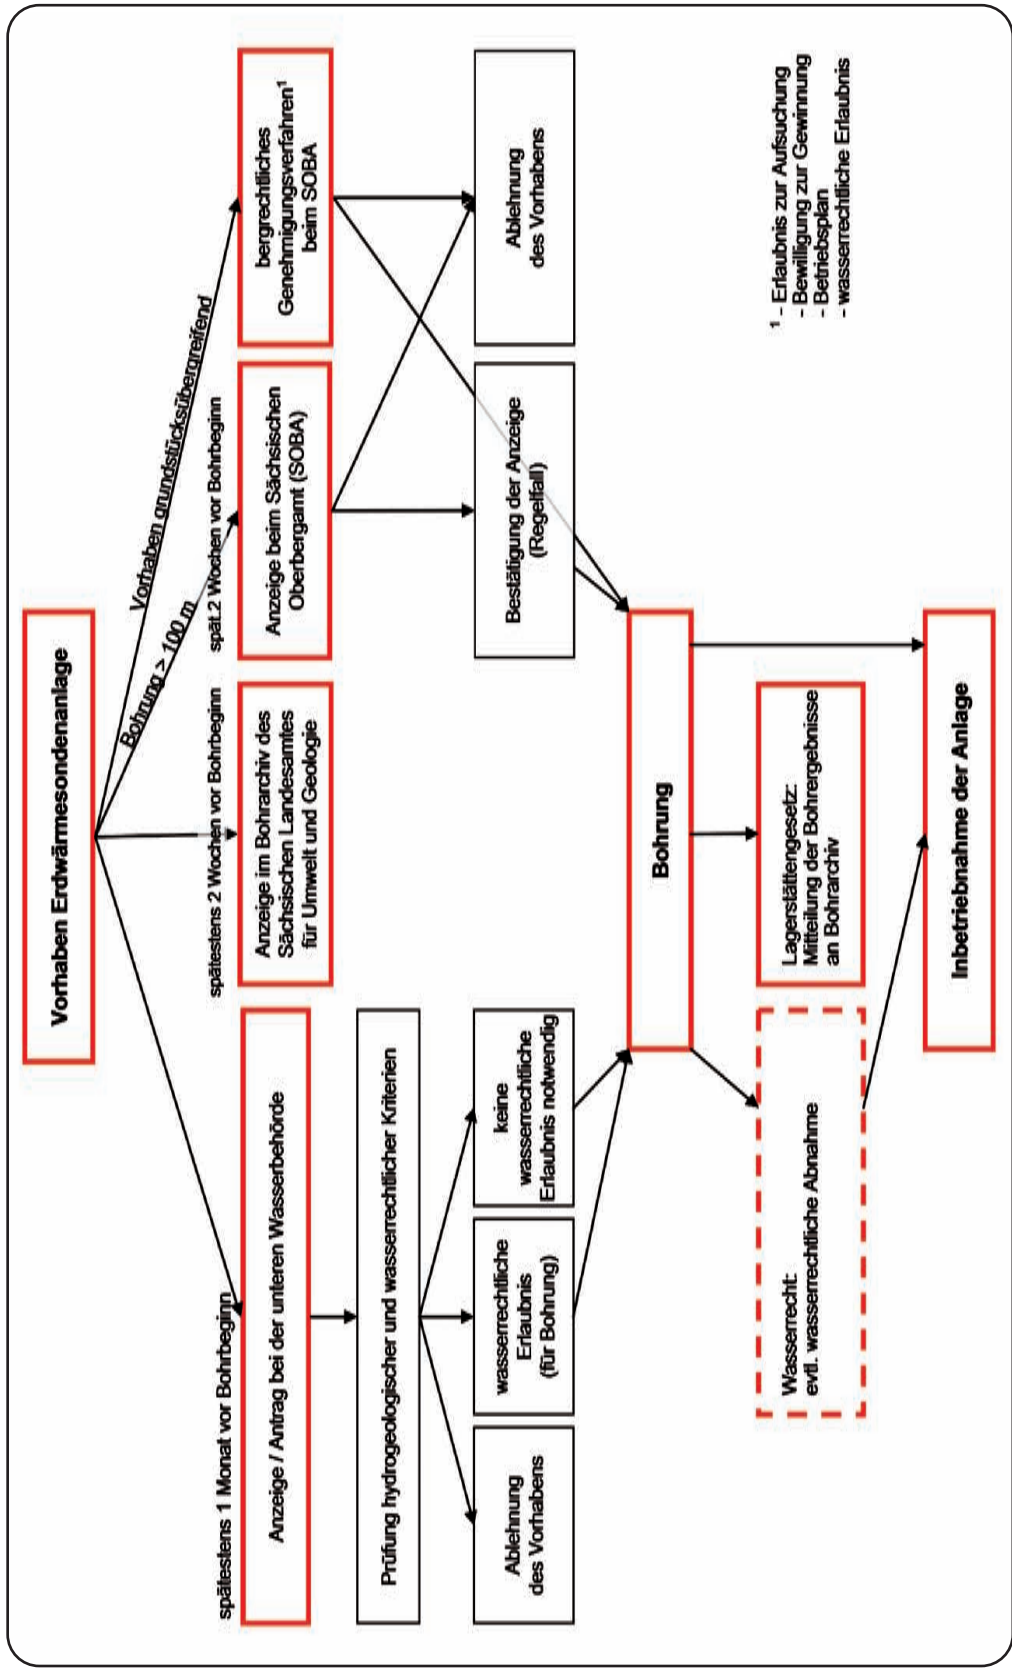 Vorhaben Erdwärmesondenanlage
spätestens 1 Monat vor Bohrbeginn
Anzeige / Antrag bei der unteren Wasserbehörde
spätestens 2 Wochen vor Bohrbeginn
Anzeige im Bohrarchiv des
Sächsischen Landesamtes
für Umwelt und Geologie
Bohrung > 100 m
spät.2 Wochen vor Bohrbeginn
Anzeige beim Sächsischen
Oberbergamt (SOBA)
Vorhaben grundstücksübergreifend
bergrechtliches
Genehmigungsverfahren¹
beim SOBA
Prüfung hydrogeologischer und wasserrechtlicher Kriterien
Ablehnung
des Vorhabens
wasserrechtliche
Erlaubnis
(für Bohrung)
keine
wasserrechtliche
Erlaubnis notwendig
Bestätigung der Anzeige
(Regelfall)
Ablehnung
des Vorhabens
Bohrung
Wasserrecht:
evtl. wasserrechtliche Abnahme
Lagerstättengesetz:
Mitteilung der Bohrergebnisse
an Bohrarchiv
¹ - Erlaubnis zur Aufsuchung
- Bewilligung zur Gewinnung
- Betriebsplan
- wasserrechtliche Erlaubnis
Inbetriebnahme der Anlage